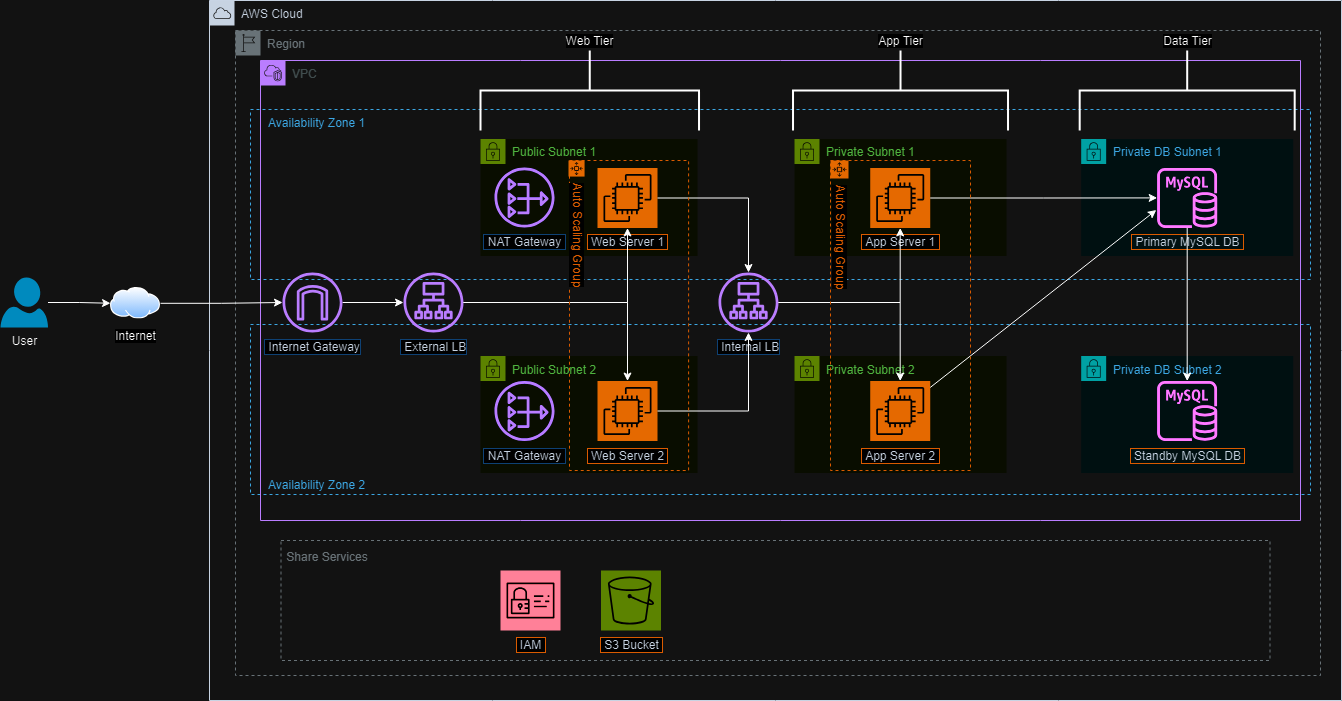 AWS Cloud
Region
Web Tier
App Tier
Data Tier
VPC
Availability Zone 1
Public Subnet 1
Private Subnet 1
Private DB Subnet 1
MySQL
Auto Scaling Group
Auto Scaling Group
NAT Gateway
Web Server 1
App Server 1
Primary MySQL DB
User
Internet
Internet Gateway
External LB
Internal LB
Public Subnet 2
Private Subnet 2
Private DB Subnet 2
MySQL
NAT Gateway
Web Server 2
App Server 2
Standby MySQL DB
Availability Zone 2
Share Services
IAM
S3 Bucket